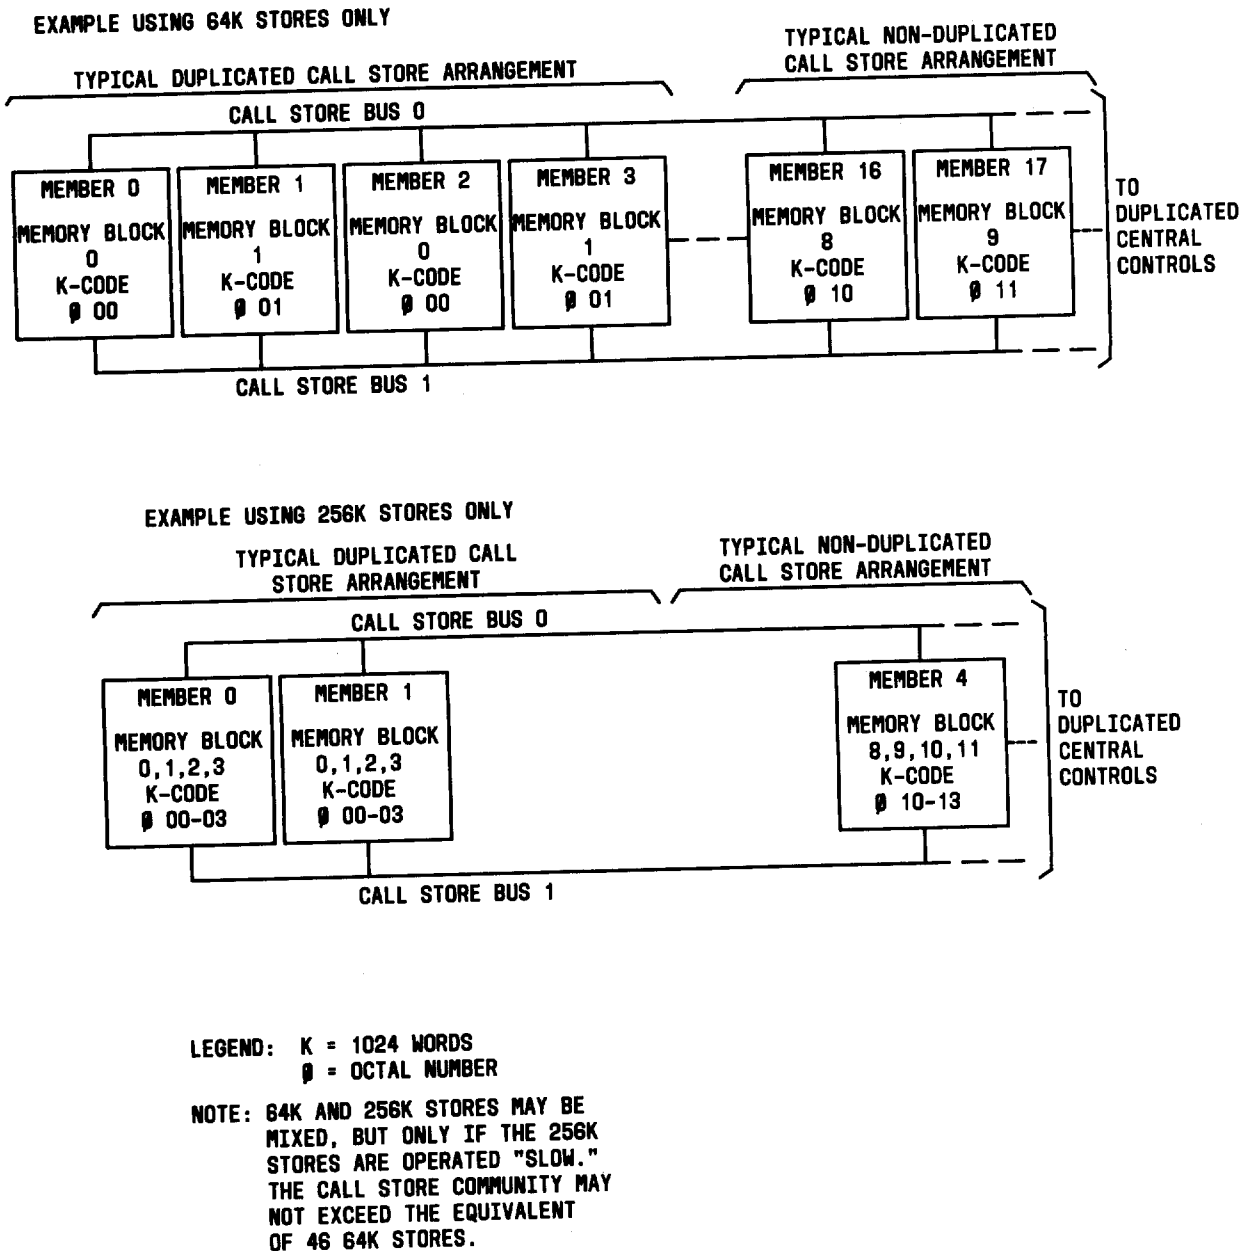 EXAMPLE USING 64K STORES ONLY
TYPICAL DUPLICATED CALL STORE ARRANGEMENT
TYPICAL NON-DUPLICATED
CALL STORE ARRANGEMENT
CALL STORE BUS 0
MEMBER 0
MEMORY BLOCK
0
K-CODE
Ø 00
MEMBER 1
MEMORY BLOCK
1
K-CODE
Ø 01
MEMBER 2
MEMORY BLOCK
0
K-CODE
Ø 00
MEMBER 3
MEMORY BLOCK
1
K-CODE
Ø 01
MEMBER 16
MEMORY BLOCK
8
K-CODE
Ø 10
MEMBER 17
MEMORY BLOCK
9
K-CODE
Ø 11
TO
DUPLICATED
CENTRAL
CONTROLS
CALL STORE BUS 1
EXAMPLE USING 256K STORES ONLY
TYPICAL DUPLICATED CALL
STORE ARRANGEMENT
TYPICAL NON-DUPLICATED
CALL STORE ARRANGEMENT
CALL STORE BUS 0
MEMBER 0
MEMORY BLOCK
0,1,2,3
K-CODE
Ø 00-03
MEMBER 1
MEMORY BLOCK
0,1,2,3
K-CODE
Ø 00-03
MEMBER 4
MEMORY BLOCK
8,9,10,11
K-CODE
Ø 10-13
TO
DUPLICATED
CENTRAL
CONTROLS
CALL STORE BUS 1
LEGEND: K = 1024 WORDS
Ø = OCTAL NUMBER
NOTE: 64K AND 256K STORES MAY BE
MIXED, BUT ONLY IF THE 256K
STORES ARE OPERATED "SLOW."
THE CALL STORE COMMUNITY MAY
NOT EXCEED THE EQUIVALENT
OF 46 64K STORES.